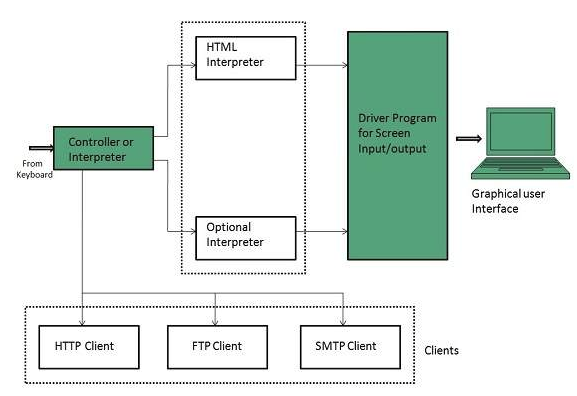 HTML
Interpreter
Controller or
Interpreter
From
Keyboard
Driver Program
for Screen
Input/output
Graphical user
Interface
Optional
Interpreter
HTTP Client
FTP Client
SMTP Client
Clients